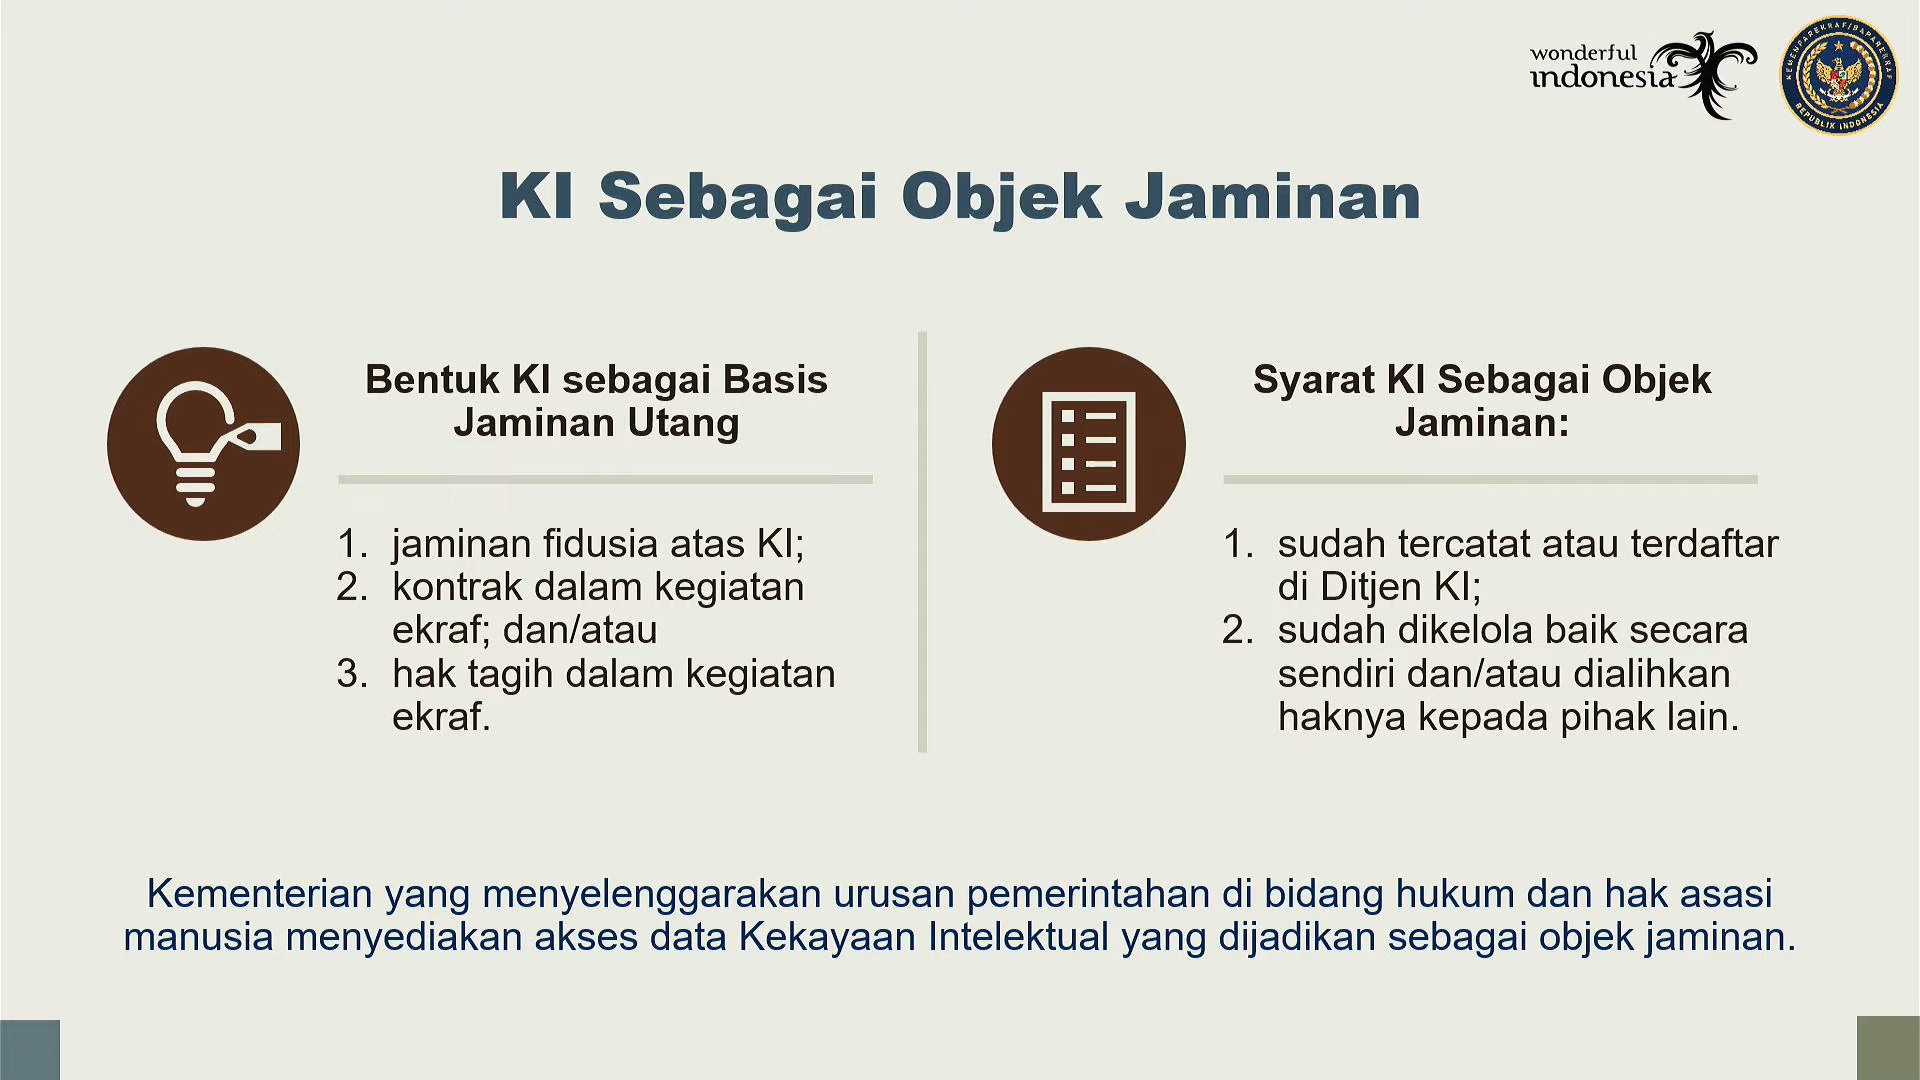 wonderful
indonesia
KEMENPAREKRAF/BAPAREKRAF
REPUBLIK INDONESIA
KI Sebagai Objek Jaminan
Bentuk KI sebagai Basis
Jaminan Utang
1. jaminan fidusia atas KI;
2. kontrak dalam kegiatan
ekraf; dan/atau
3. hak tagih dalam kegiatan
ekraf.
Syarat KI Sebagai Objek
Jaminan:
1. sudah tercatat atau terdaftar
di Ditjen KI;
2. sudah dikelola baik secara
sendiri dan/atau dialihkan
haknya kepada pihak lain.
Kementerian yang menyelenggarakan urusan pemerintahan di bidang hukum dan hak asasi
manusia menyediakan akses data Kekayaan Intelektual yang dijadikan sebagai objek jaminan.